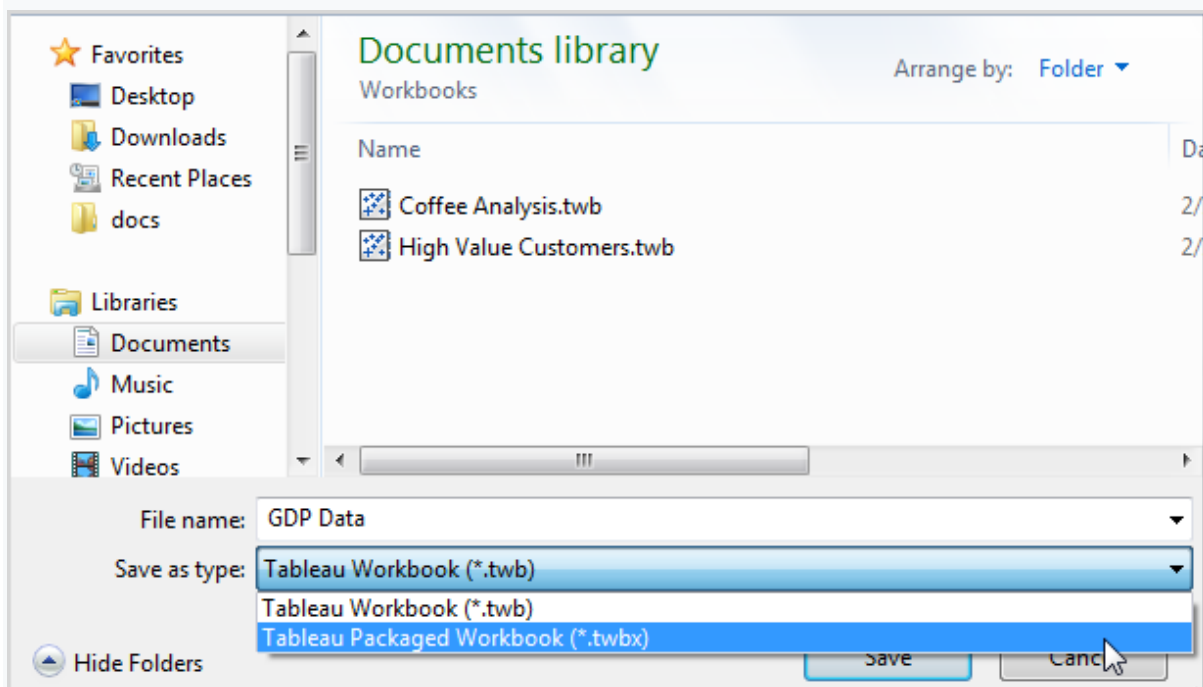 Favorites
Desktop
Downloads
Recent Places
docs
Libraries
Documents
Music
Pictures
Videos
Documents library
Workbooks
Arrange by: Folder
Name
Coffee Analysis.twb
High Value Customers.twb
File name: GDP Data
Save as type: Tableau Workbook (*.twb)
Tableau Workbook (*.twb)
Tableau Packaged Workbook (*.twbx)
Hide Folders
Save